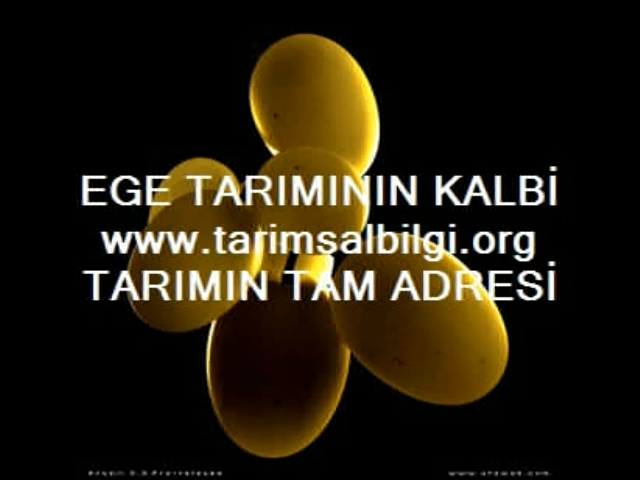 EGE TARIMININ KALBİ
www.tarimsalbilgi.org
TARIMIN TAM ADRESİ